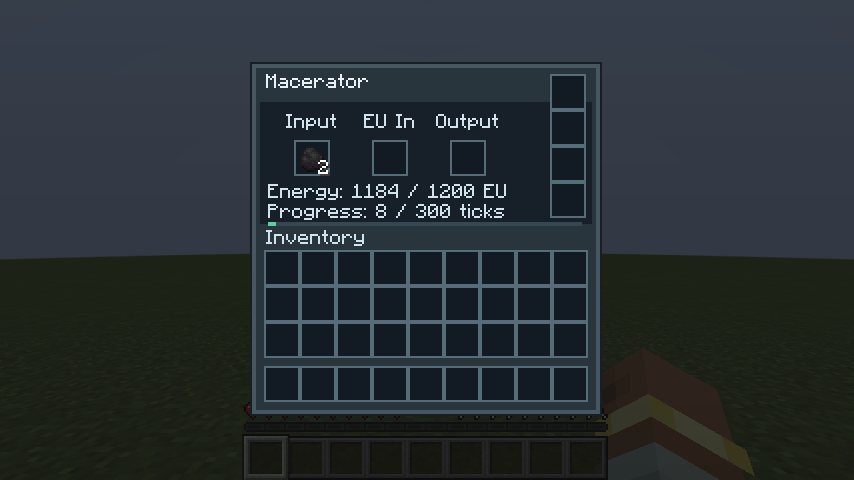 Macerator
Input EU In Output
2
Energy: 1184 / 1200 EU
Progress: 8 / 300 ticks
Inventory